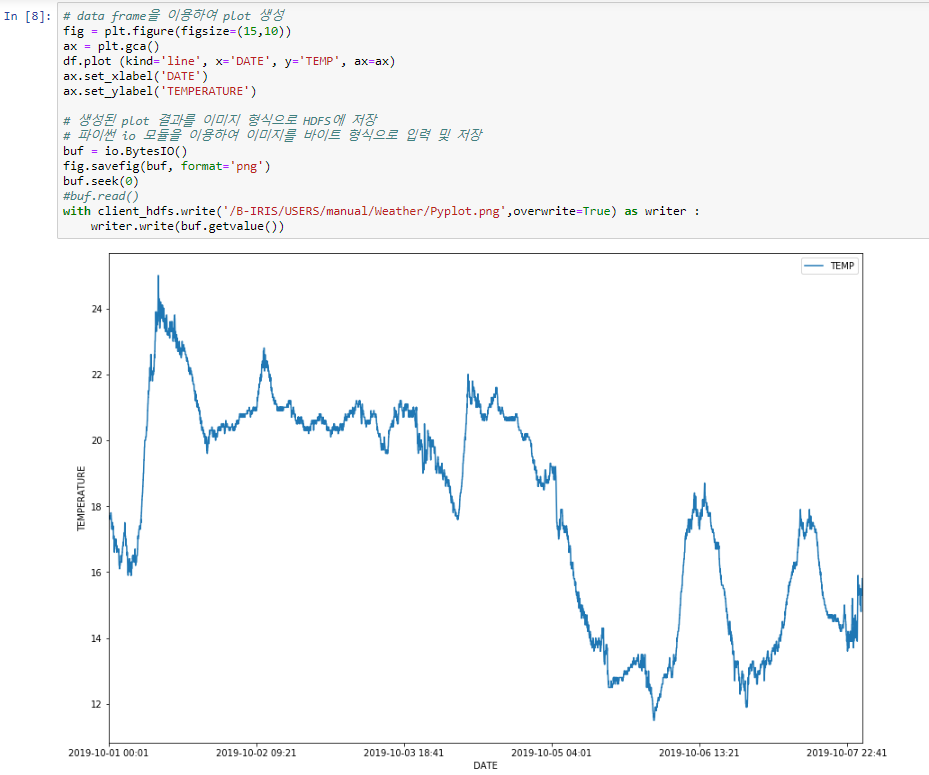 In [8]:
# data frame을 이용하여 plot 생성
fig = plt.figure(figsize=(15,10))
ax = plt.gca()
df.plot (kind='line', x='DATE', y='TEMP', ax=ax)
ax.set_xlabel('DATE')
ax.set_ylabel('TEMPERATURE')
# 생성된 plot 결과를 이미지 형식으로 HDFS에 저장
# 파이썬 io 모듈을 이용하여 이미지를 바이트 형식으로 입력 및 저장
buf = io.BytesIO()
fig.savefig(buf, format='png')
buf.seek(0)
#buf.read()
with client_hdfs.write('/B-IRIS/USERS/manual/Weather/Pyplot.png',overwrite=True) as writer :
    writer.write(buf.getvalue())
TEMP
24
22
20
18
16
14
12
TEMPERATURE
2019-10-01 00:01 2019-10-02 09:21 2019-10-03 18:41 2019-10-05 04:01 2019-10-06 13:21 2019-10-07 22:41
DATE